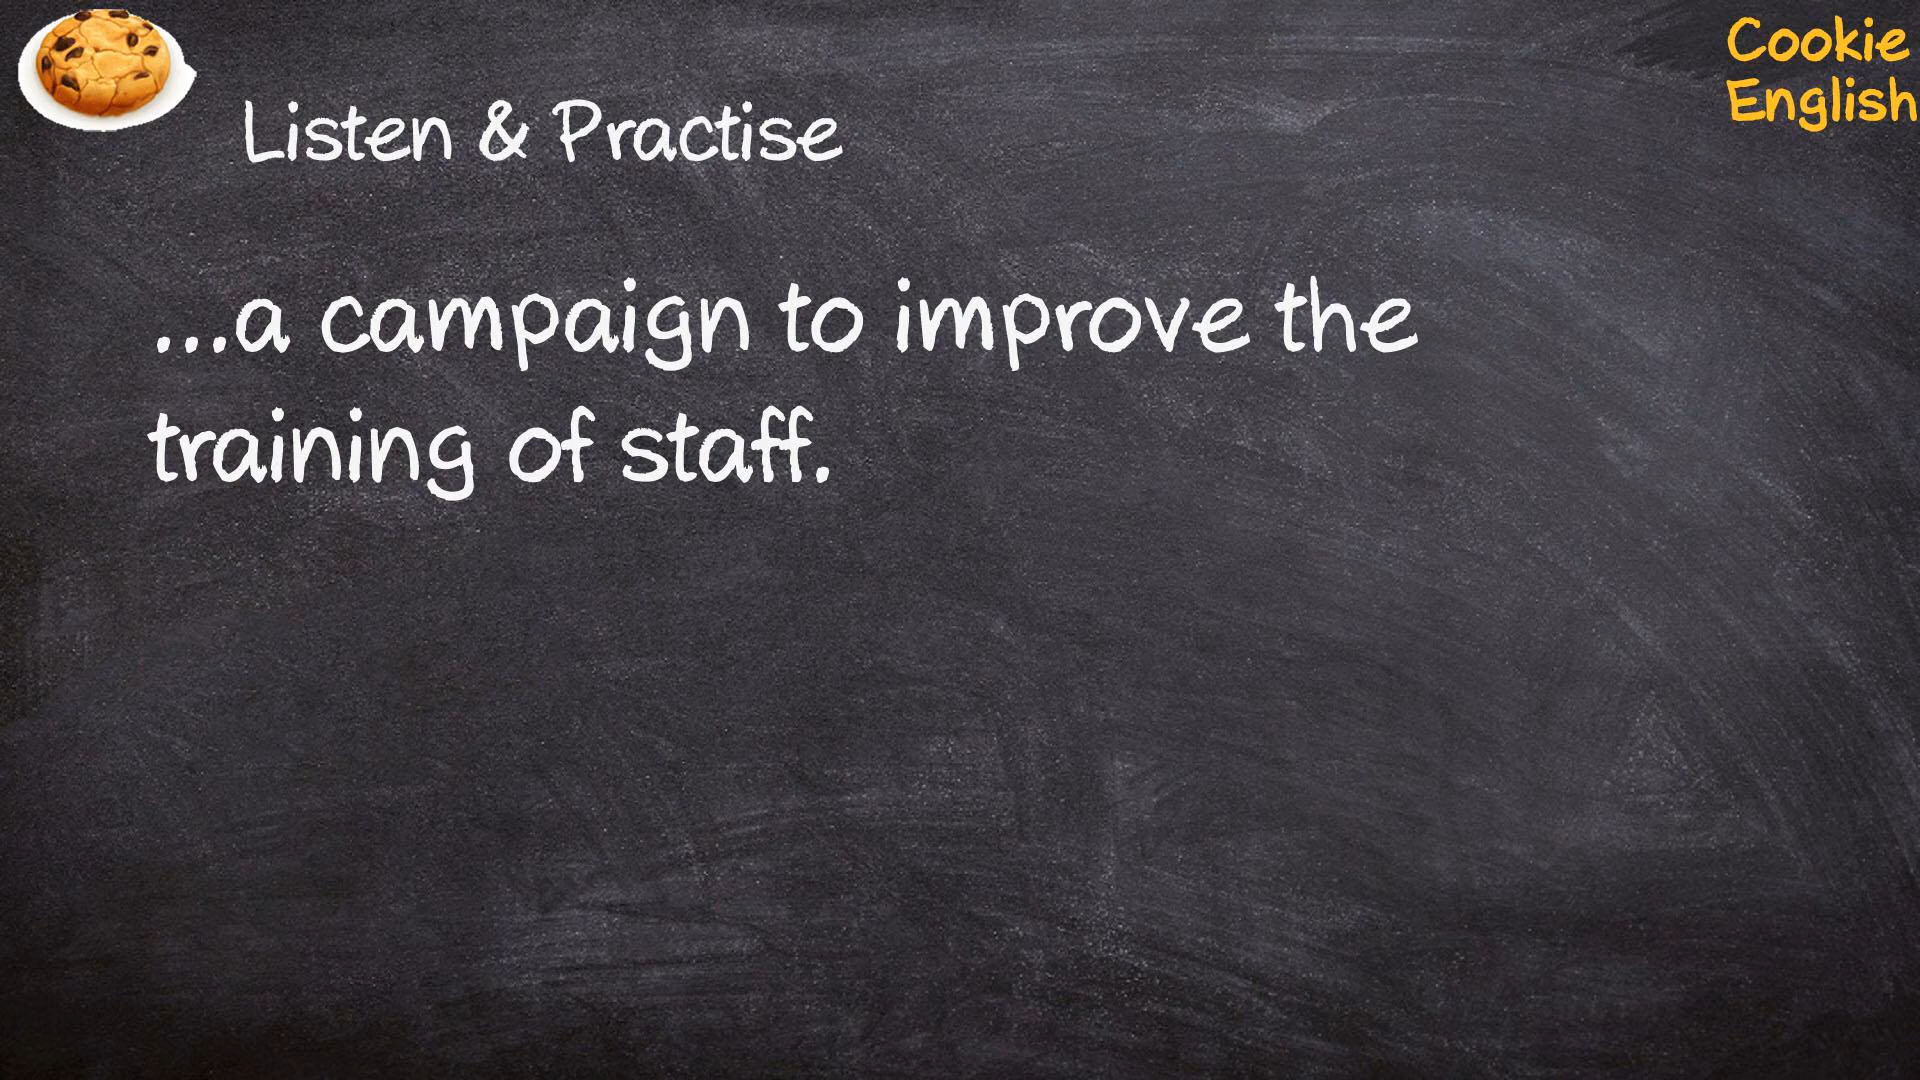 Cookie
English
Listen & Practise
...a campaign to improve the
training of staff.